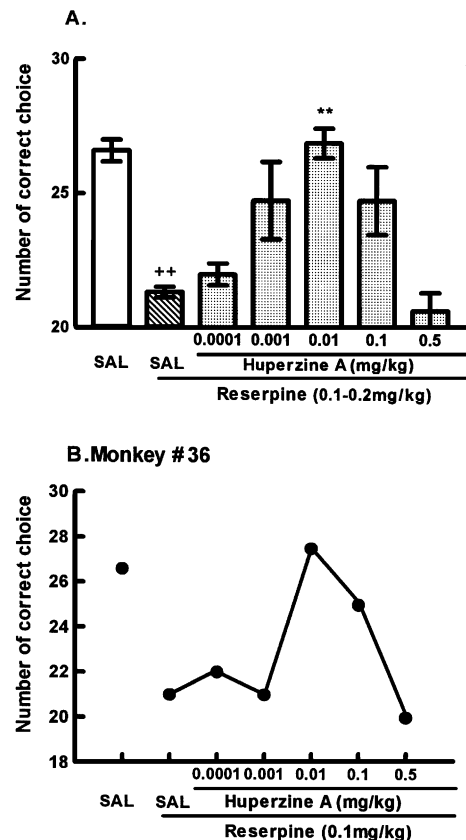 A.
Number of correct choice
30
25
20
++
**
0.0001 0.001 0.01 0.1 0.5
SAL SAL Huperzine A (mg/kg)
Reserpine (0.1-0.2mg/kg)
B.Monkey #36
Number of correct choice
30
28
26
24
22
20
18
0.0001 0.001 0.01 0.1 0.5
SAL SAL Huperzine A (mg/kg)
Reserpine (0.1mg/kg)